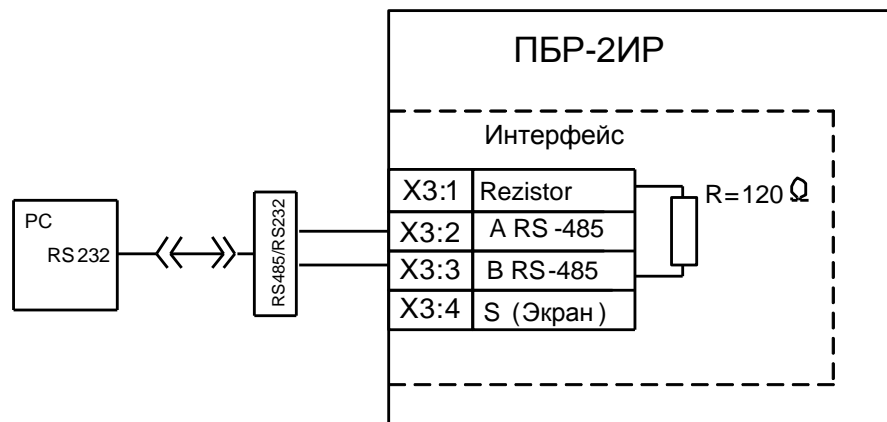 ПБР-2ИР
Интерфейс
X3:1 Rezistor
R=120 Ω
X3:2 A RS -485
X3:3 B RS-485
X3:4 S (Экран)
PC
RS232
RS485/RS232